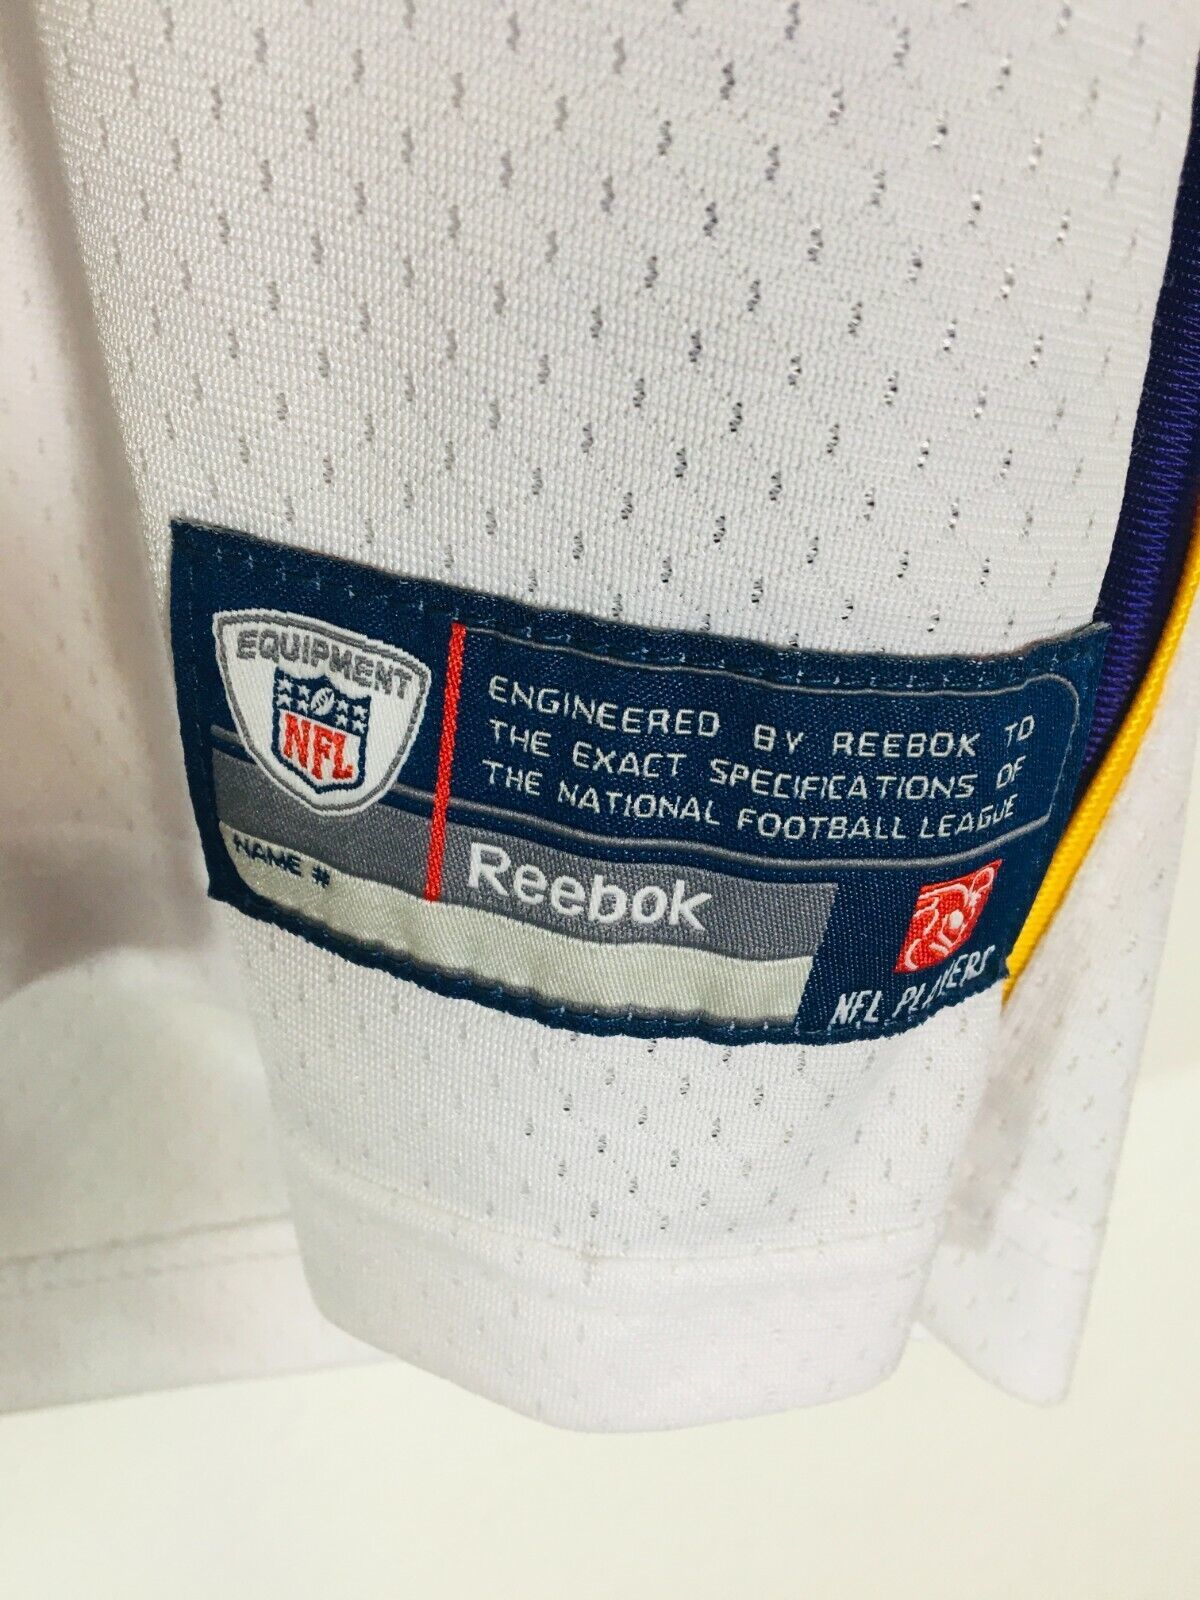 EQUIPMENT
NFL
ENGINEERED BY REEBOK TO
THE EXACT SPECIFICATIONS OF
THE NATIONAL FOOTBALL LEAGUE
Reebok
NAME #
NFL PLAYERS